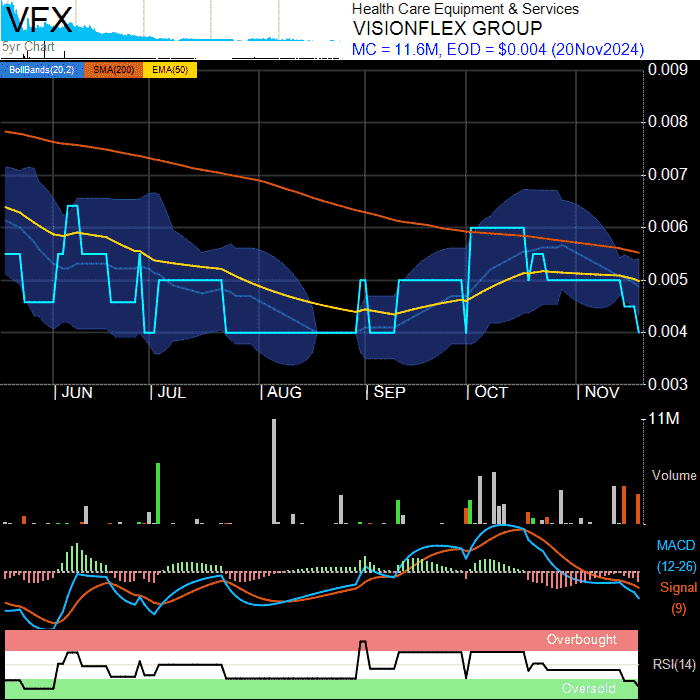 VFX
5yr Chart
Health Care Equipment & Services
VISIONFLEX GROUP
MC = 11.6M, EOD = $0.004 (20Nov2024)
BollBands(20,2) SMA(200) EMA(50)
0.009
0.008
0.007
0.006
0.005
0.004
0.003
JUN JUL AUG SEP OCT NOV
11M
Volume
MACD
(12-26)
Signal
(9)
Overbought
RSI(14)
Oversold